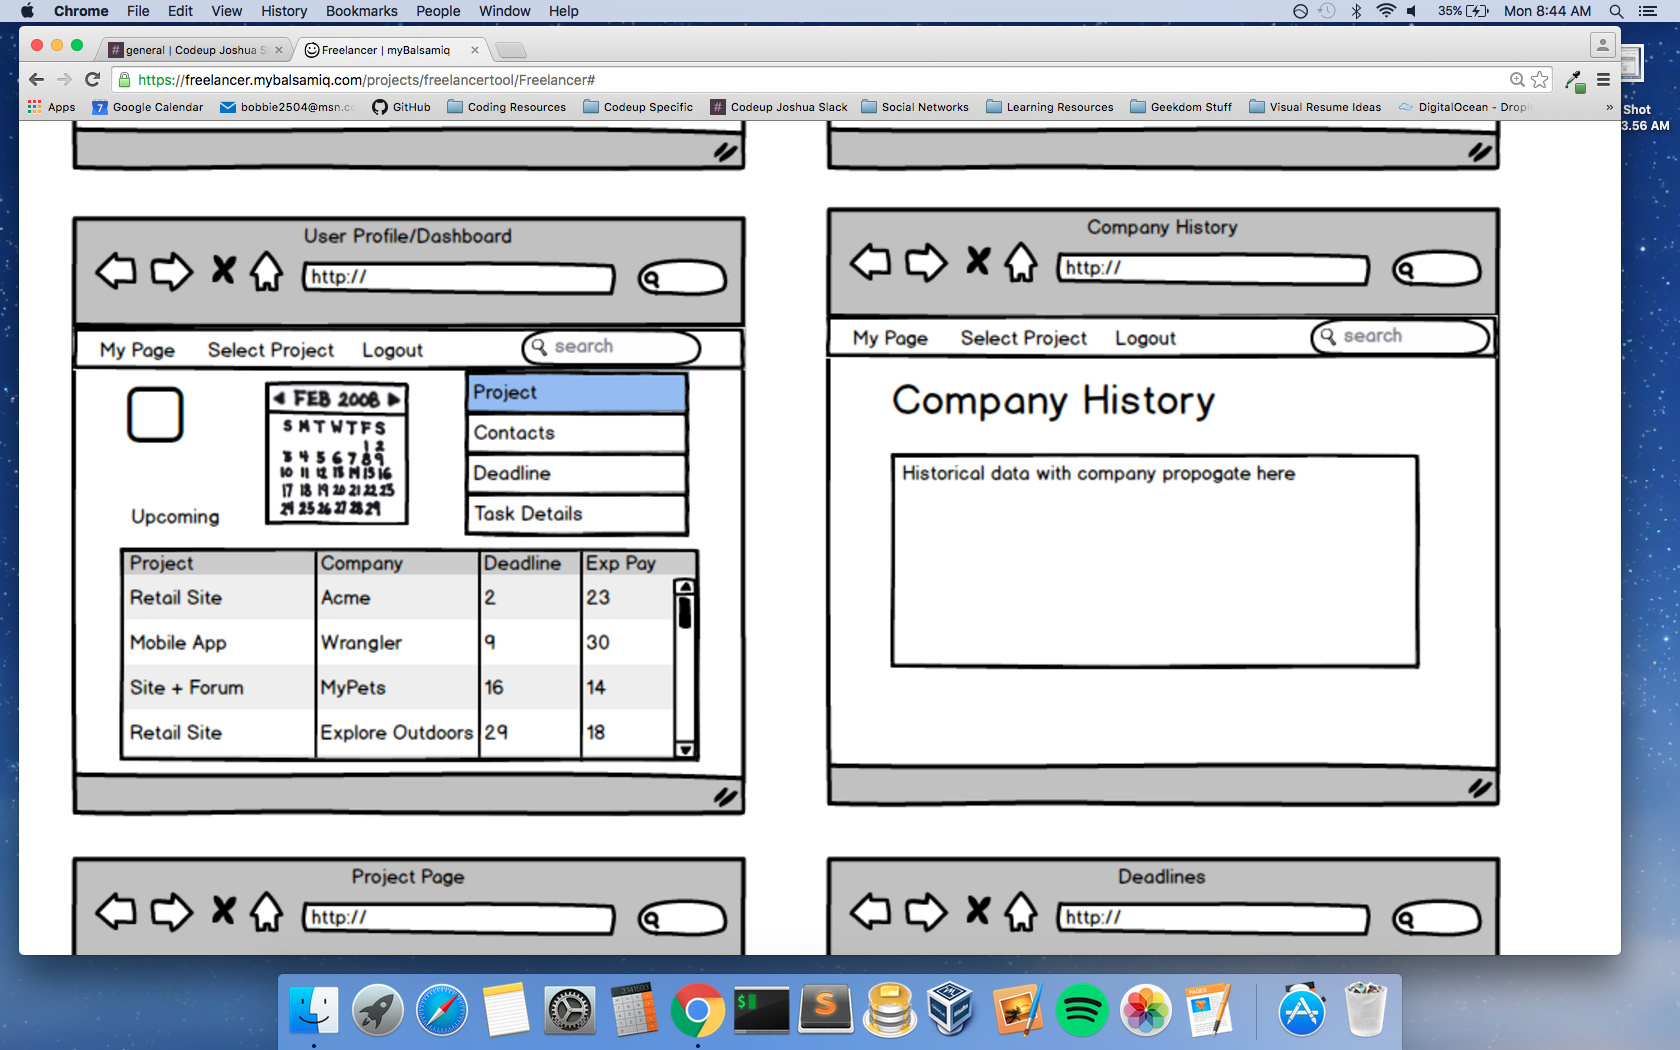 Chrome File Edit View History Bookmarks People Window Help 35% Mon 8:44 AM
general | Codeup Joshua S
Freelancer | myBalsamiq
https://freelancer.mybalsamiq.com/projects/freelancertool/Freelancer#
Apps 7 Google Calendar bobbie2504@msn.c GitHub Coding Resources Codeup Specific Codeup Joshua Slack Social Networks Learning Resources Geekdom Stuff Visual Resume Ideas DigitalOcean - Drop »
Shot
3.56 AM
User Profile/Dashboard
http://
My Page Select Project Logout search
FEB 2008
S M T W T F S
1 2
3 4 5 6 7 8 9
10 11 12 13 14 15 16
17 18 19 20 21 22 23
24 25 26 27 28 29
Project
Contacts
Deadline
Task Details
Upcoming
Project Company Deadline Exp Pay
Retail Site Acme 2 23
Mobile App Wrangler 9 30
Site + Forum MyPets 16 14
Retail Site Explore Outdoors 29 18
Company History
http://
My Page Select Project Logout search
Company History
Historical data with company propogate here
Project Page
http://
Deadlines
http://
3.141593
$
S
PAGES